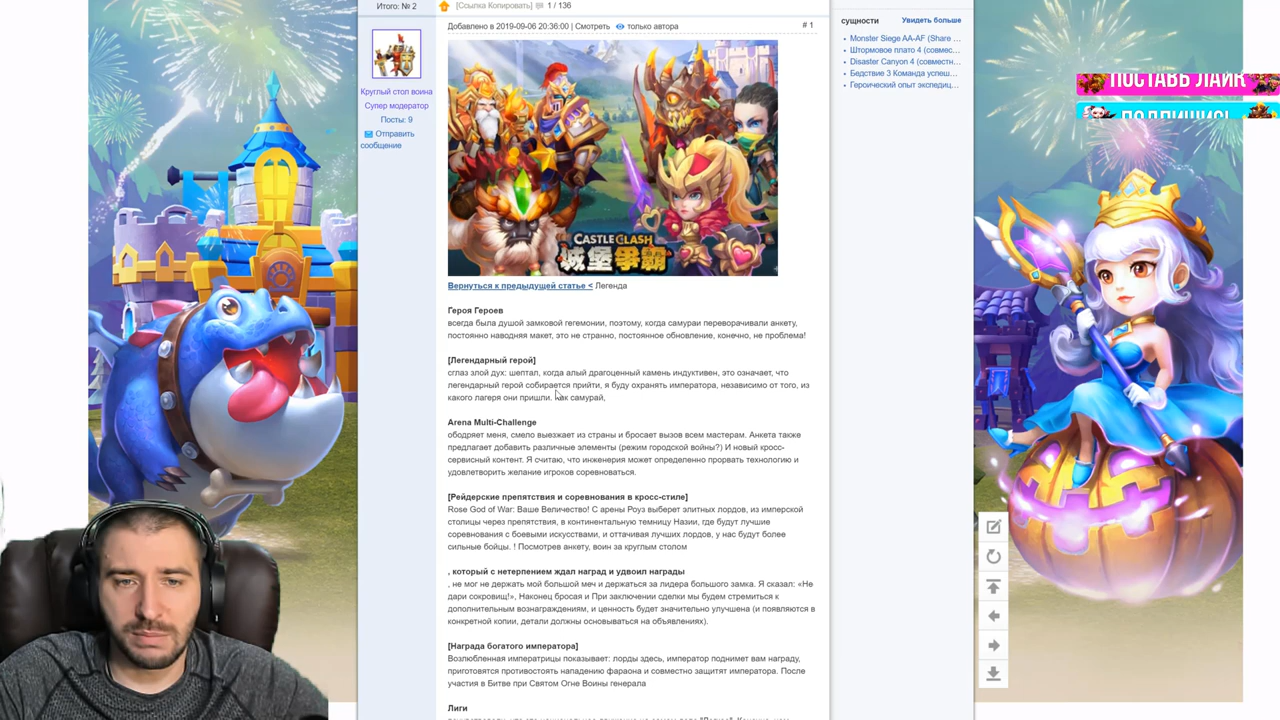 Итого: № 2
[Ссылка Копировать] 1 / 136
Добавлено в 2019-09-06 20:36:00 | Смотреть только автора
# 1
Круглый стол воина
Супер модератор
Посты: 9
Отправить
сообщение
CASTLE CLASH
城堡爭霸
Вернуться к предыдущей статье < Легенда
Героя Героев
всегда была душой замковой гегемонии, поэтому, когда самураи переворачивали анкету,
постоянно наводняя макет, это не странно, постоянное обновление, конечно, не проблема!
[Легендарный герой]
сглаз злой дух: шептал, когда алый драгоценный камень индуктивен, это означает, что
легендарный герой собирается прийти, я буду охранять императора, независимо от того, из
какого лагеря они пришли. Как самурай,
Arena Multi-Challenge
ободряет меня, смело выезжает из страны и бросает вызов всем мастерам. Анкета также
предлагает добавить различные элементы (режим городской войны?) И новый кросс-
сервисный контент. Я считаю, что инженерия может определенно прорвать технологию и
удовлетворить желание игроков соревноваться.
[Рейдерские препятствия и соревнования в кросс-стиле]
Rose God of War: Ваше Величество! С арены Роуз выберет элитных лордов, из имперской
столицы через препятствия, в континентальную темницу Назии, где будут лучшие
соревнования с боевыми искусствами, и оттачивая лучших лордов, у нас будут более
сильные бойцы. ! Посмотрев анкету, воин за круглым столом
, который с нетерпением ждал наград и удвоил награды
, не мог не держать мой большой меч и держаться за лидера большого замка. Я сказал: «Не
дари сокровищ!», Наконец бросая и При заключении сделки мы будем стремиться к
дополнительным вознаграждениям, и ценность будет значительно улучшена (и появляются в
конкретной копии, детали должны основываться на объявлениях).
[Награда богатого императора]
Возлюбленная императрицы показывает: лорды здесь, император поднимет вам награду,
приготовятся противостоять нападению фараона и совместно защитят императора. После
участия в Битве при Святом Огне Воины генерала
Лиги
сущности
Увидеть больше
Monster Siege AA-AF (Share ...
Штормовое плато 4 (совмес...
Disaster Canyon 4 (совместн...
Бедствие 3 Команда успеш...
Героический опыт экспедиц...
ПОСТАВЬ ЛАЙК
ПОДПИШИСЬ